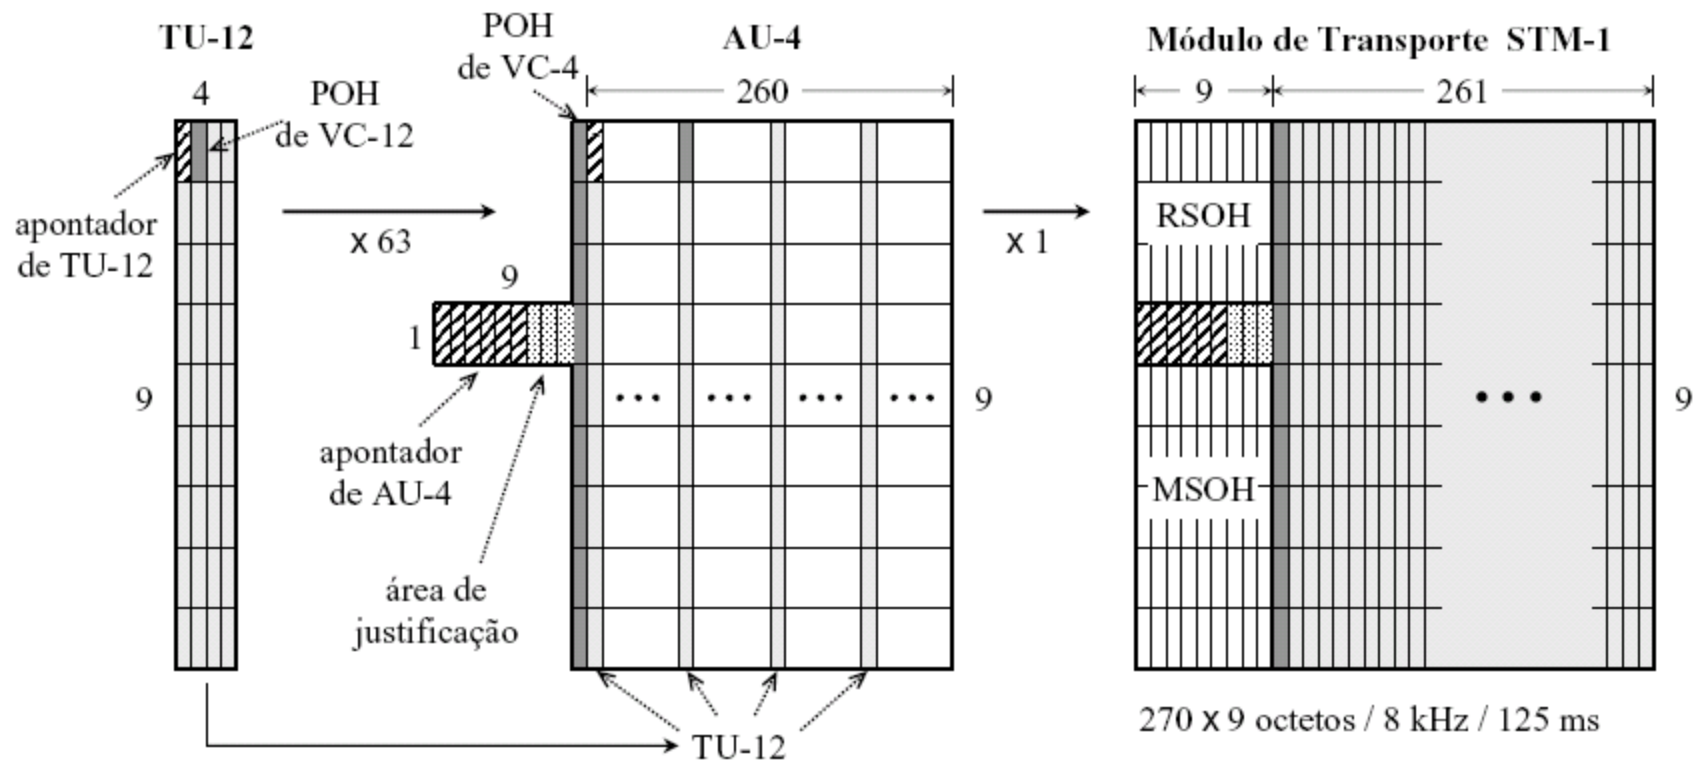 TU-12
4
POH
de VC-12
apontador
de TU-12
9
x 63
POH
de VC-4
AU-4
260
9
1
apontador
de AU-4
área de
justificação
9
TU-12
x 1
Módulo de Transporte STM-1
9
261
RSOH
MSOH
9
270 x 9 octetos / 8 kHz / 125 ms